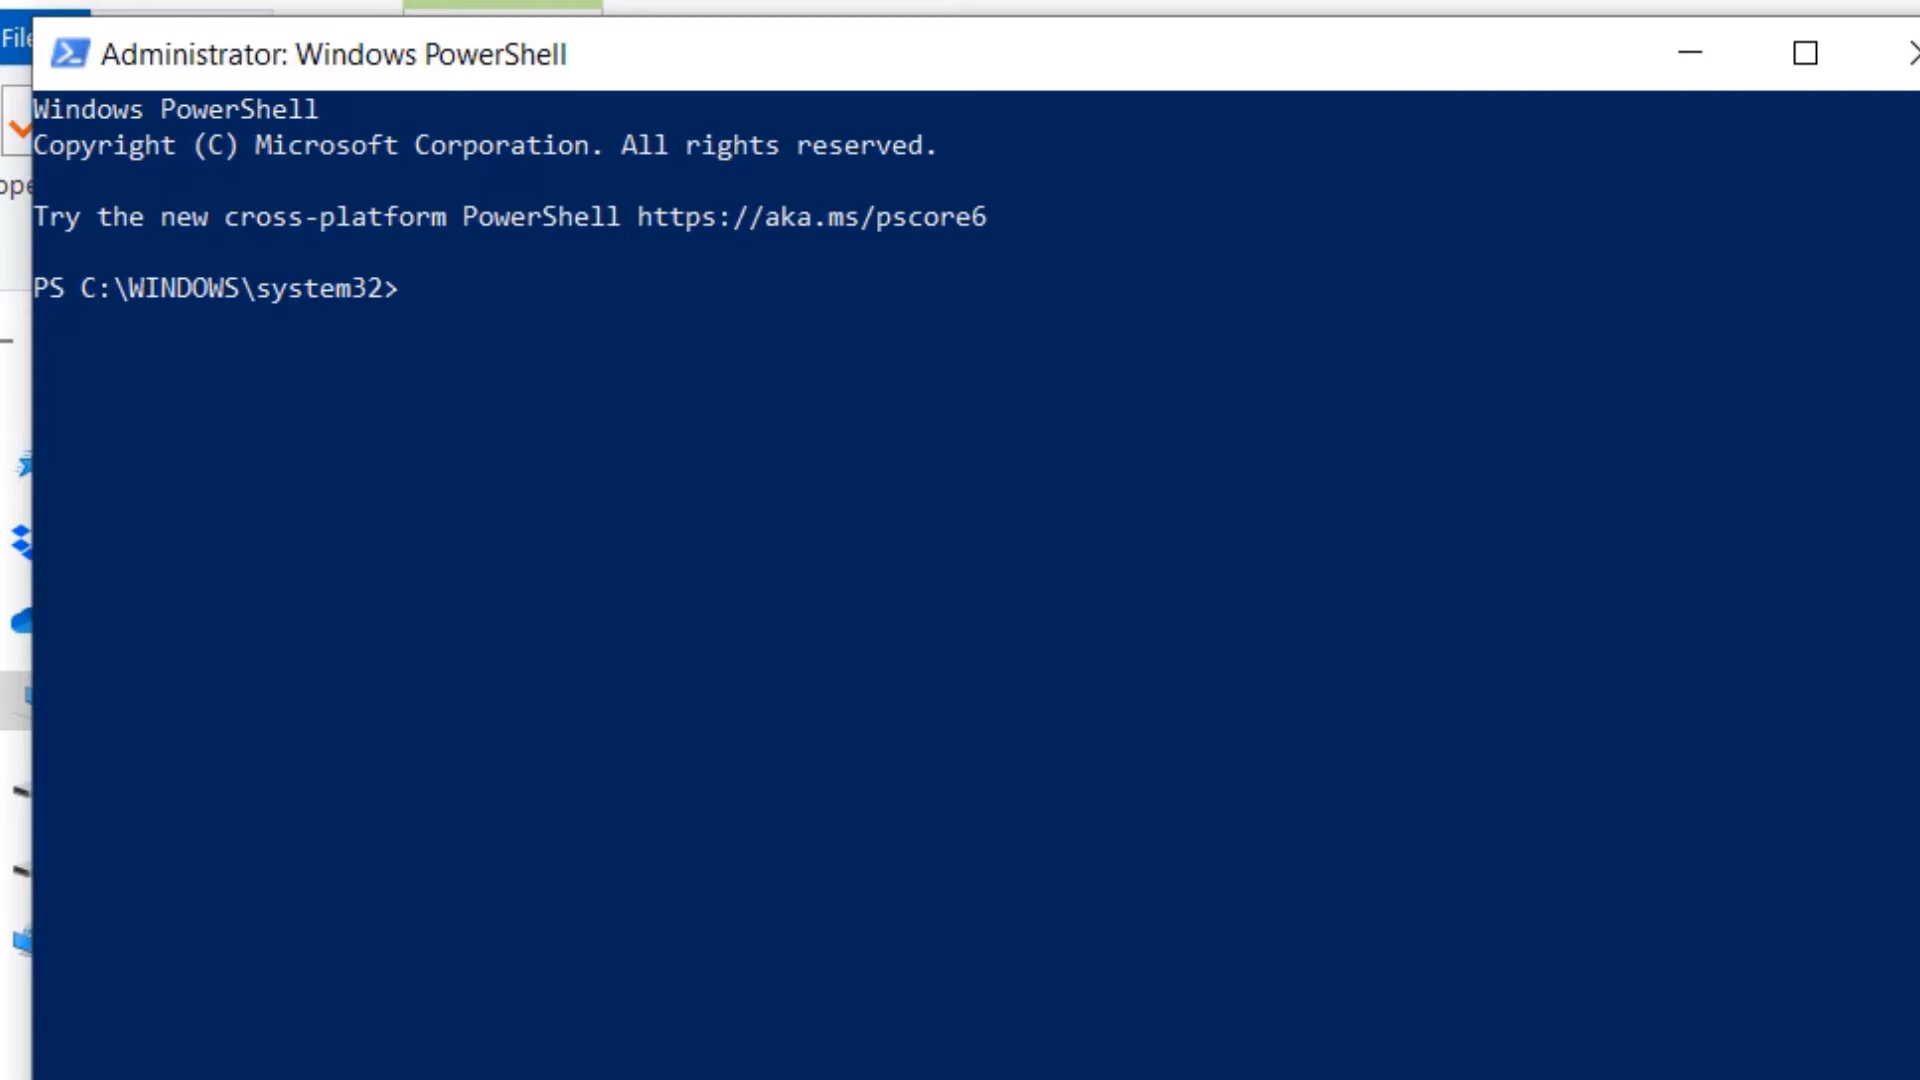 File
Administrator: Windows PowerShell
Windows PowerShell
Copyright (C) Microsoft Corporation. All rights reserved.
Try the new cross-platform PowerShell https://aka.ms/pscore6
PS C:\WINDOWS\system32>